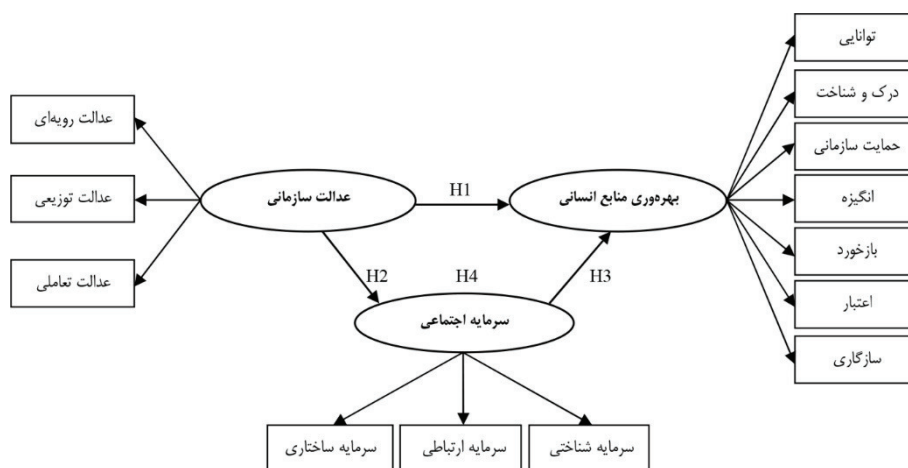 توانایی
درک و شناخت
حمایت سازمانی
انگیزه
بازخورد
اعتبار
سازگاری
بهره‌وری منابع انسانی
H1
عدالت سازمانی
عدالت رویه‌ای
عدالت توزیعی
عدالت تعاملی
H3
H4
H2
سرمایه اجتماعی
سرمایه شناختی
سرمایه ارتباطی
سرمایه ساختاری